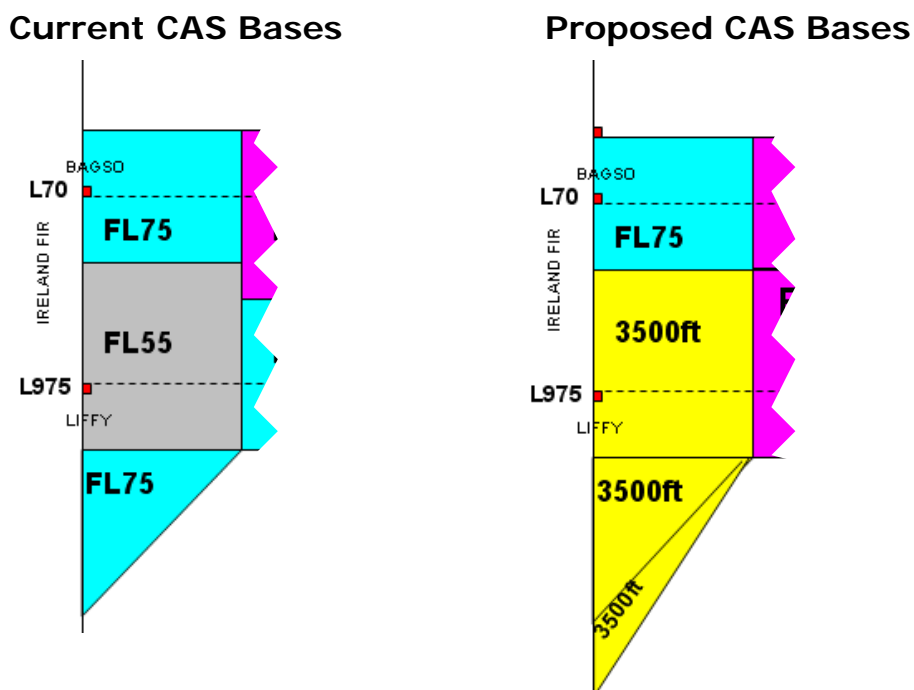 Current CAS Bases
BAGSO
L70
FL75
IRELAND FIR
FL55
L975
LIFFY
FL75
Proposed CAS Bases
BAGSO
L70
FL75
IRELAND FIR
3500ft
L975
LIFFY
3500ft
3500ft